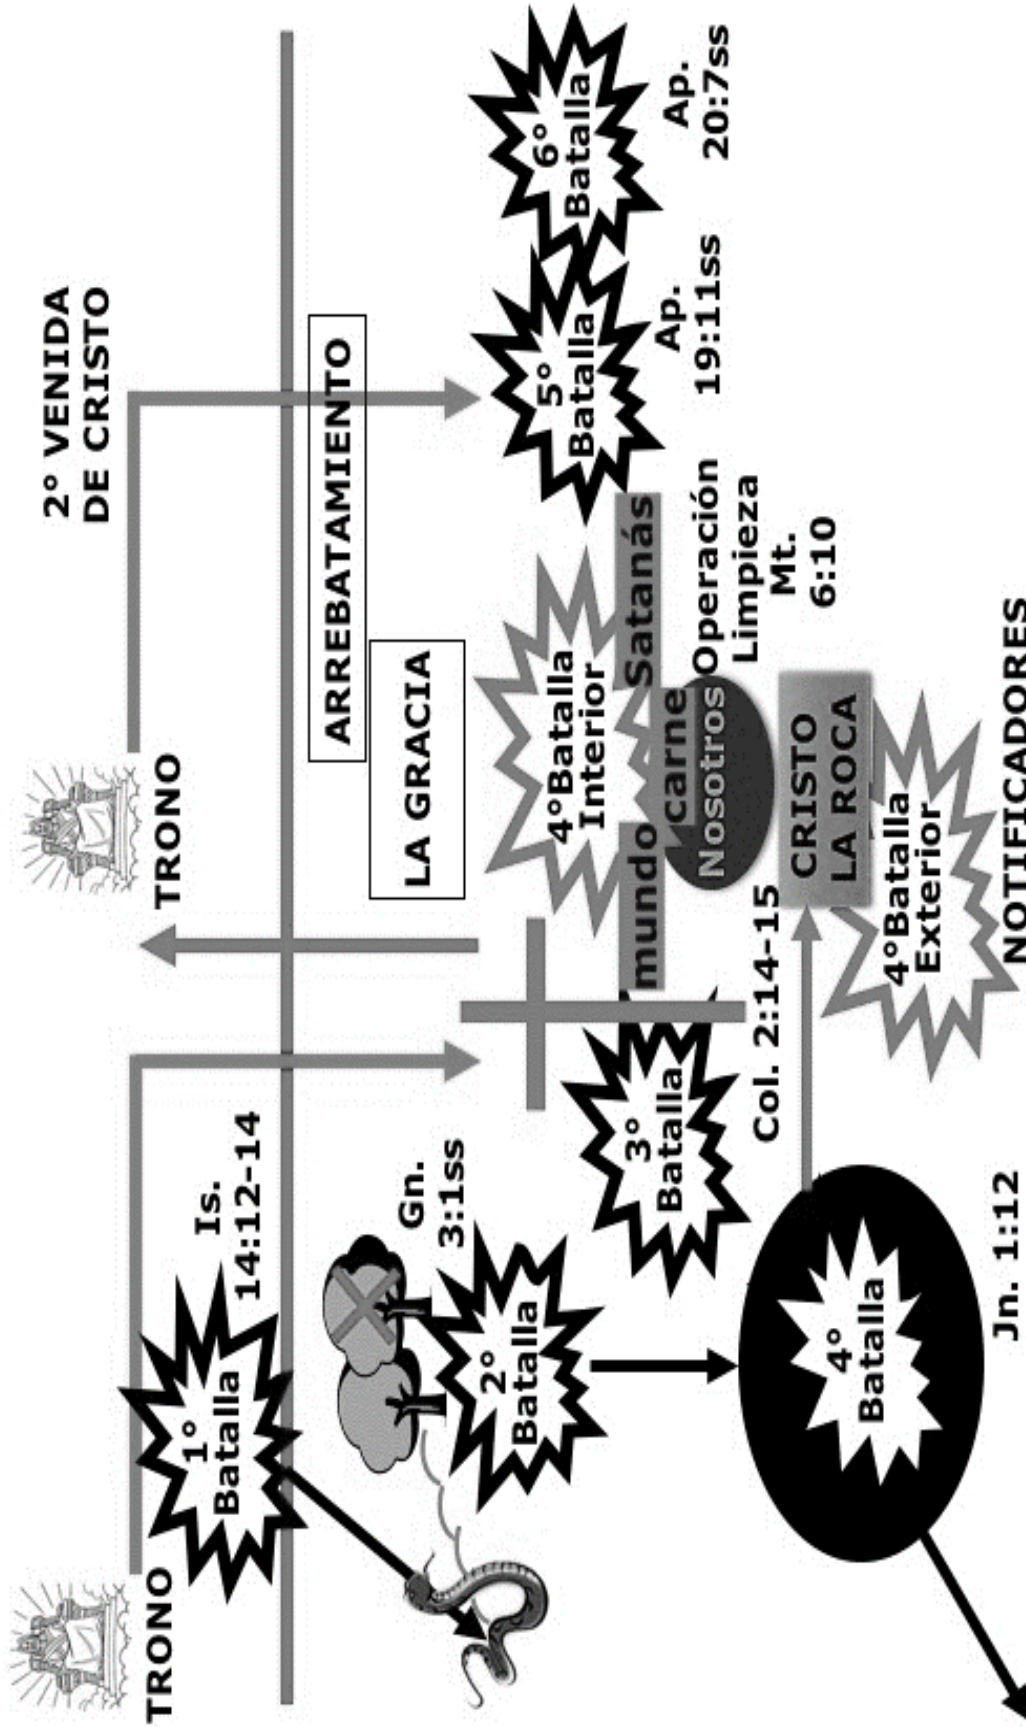 TRONO
1°
Batalla
Is.
14:12-14
Gn.
3:1ss
2°
Batalla
3°
Batalla
Col. 2:14-15
4°
Batalla
Jn. 1:12
TRONO
2° VENIDA
DE CRISTO
ARREBATAMIENTO
LA GRACIA
4°Batalla
Interior
mundo
carne
Satanás
Nosotros
Operación
Limpieza
Mt.
6:10
CRISTO
LA ROCA
4°Batalla
Exterior
NOTIFICADORES
5°
Batalla
Ap.
19:11ss
6°
Batalla
Ap.
20:7ss